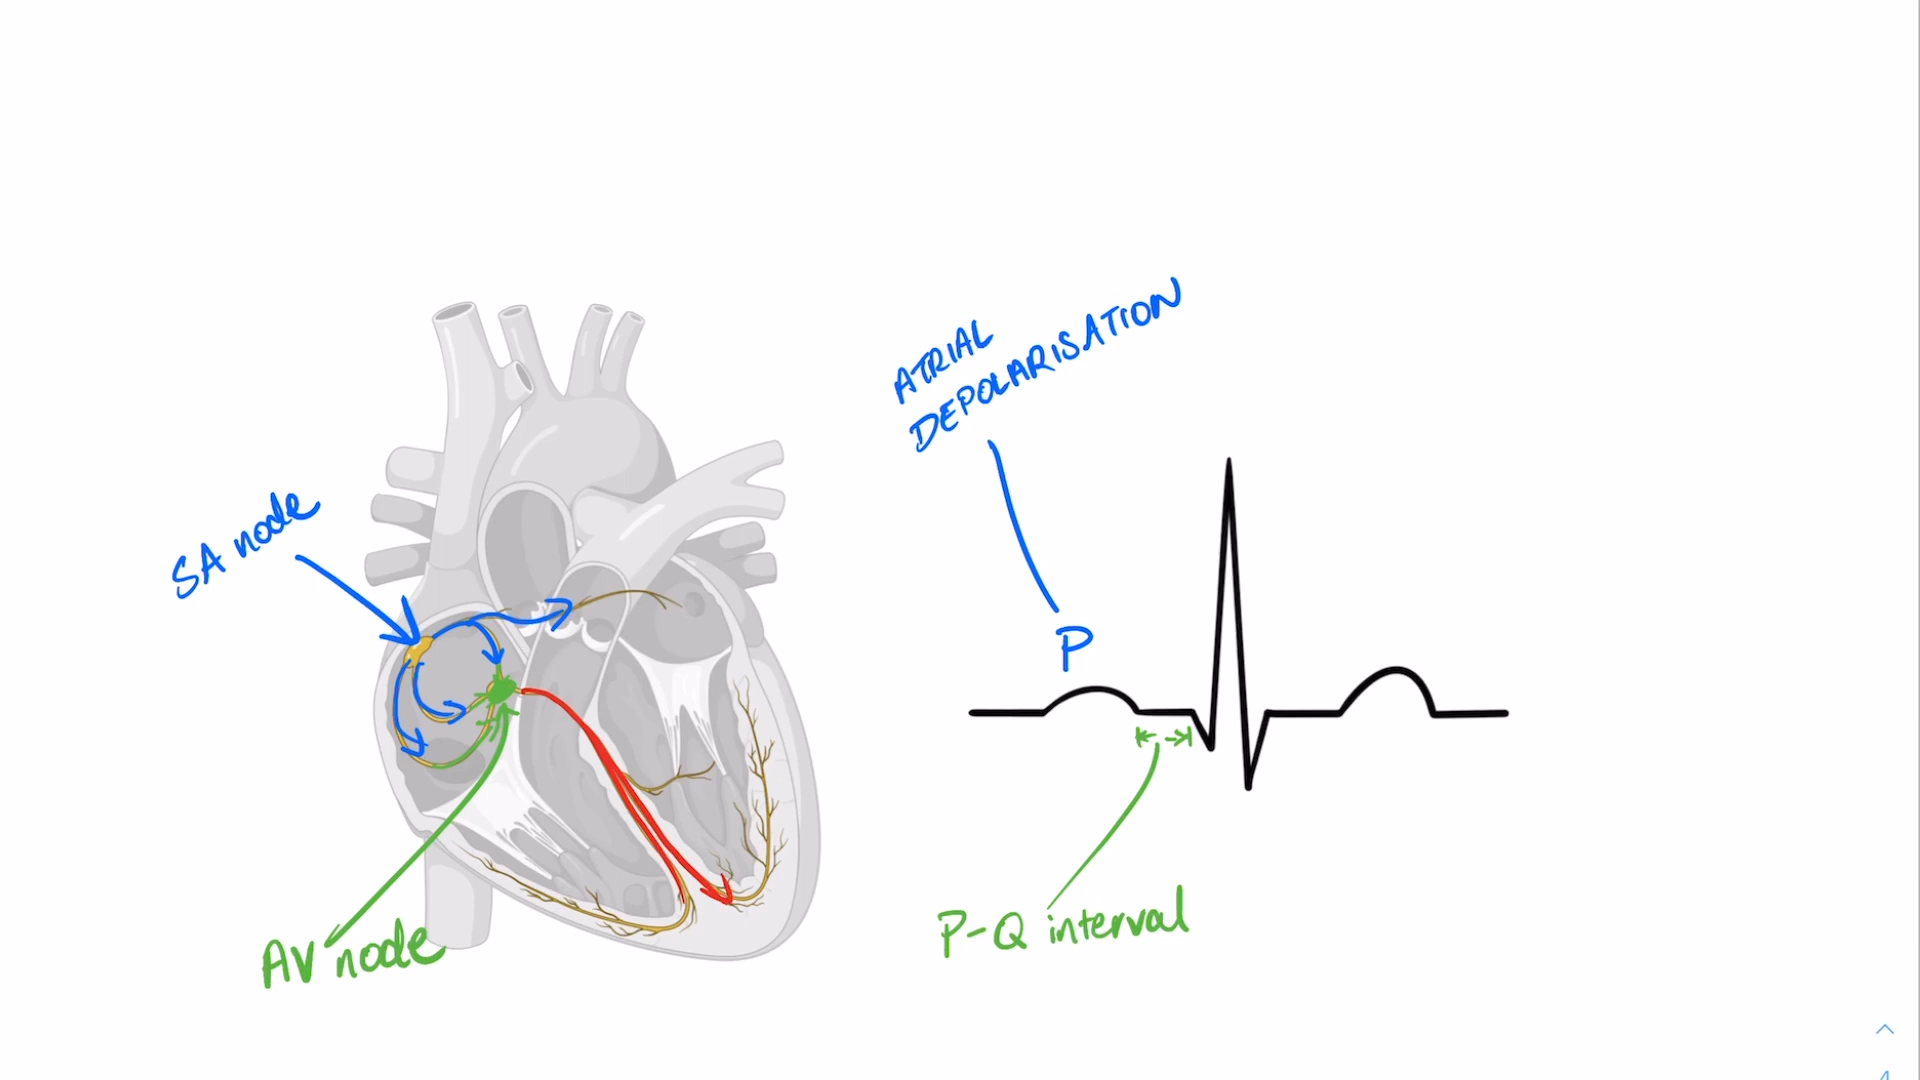 ATRIAL
DEPOLARISATION
SA node
P
P-Q interval
AV node